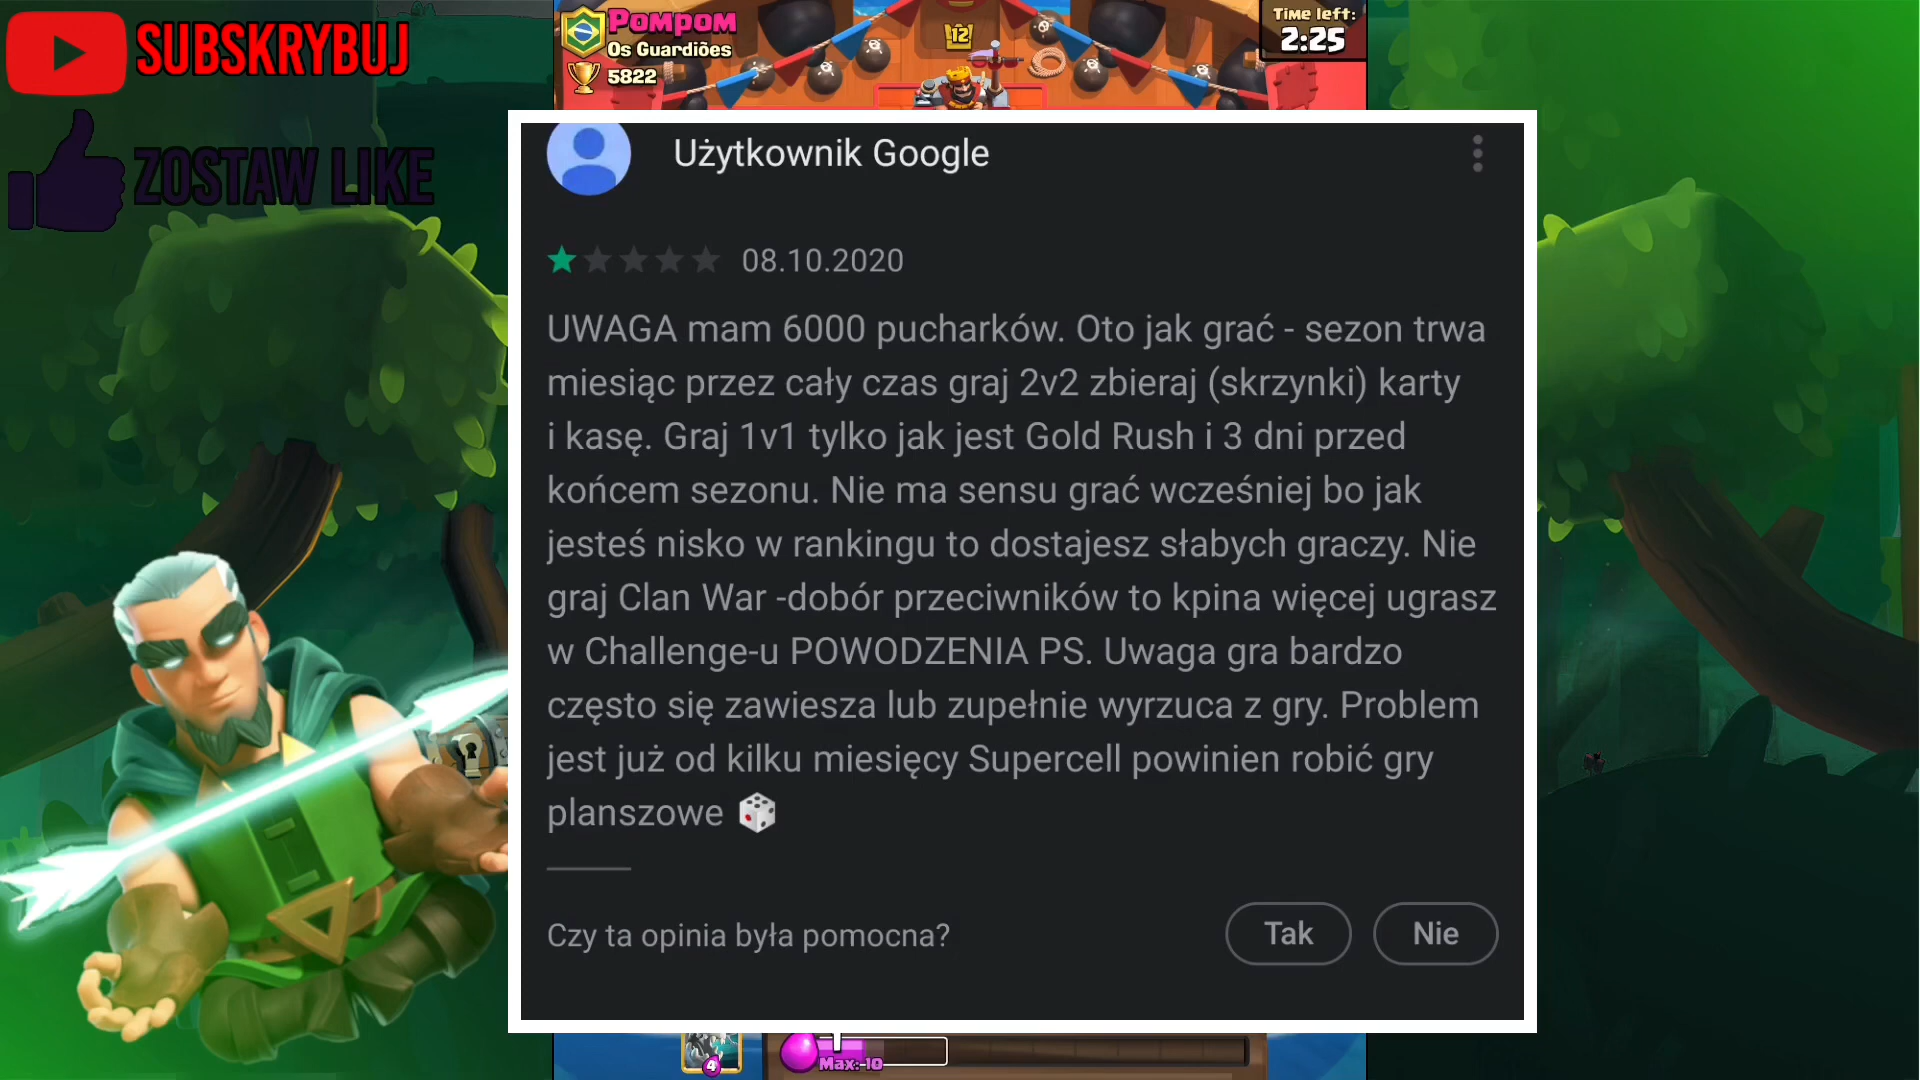 SUBSKRYBUJ
ZOSTAW LIKE
POMPOM
Os Guardiões
5822
12
Time left:
2:25
Użytkownik Google
08.10.2020
UWAGA mam 6000 pucharków. Oto jak grać - sezon trwa
miesiąc przez cały czas graj 2v2 zbieraj (skrzynki) karty
i kasę. Graj 1v1 tylko jak jest Gold Rush i 3 dni przed
końcem sezonu. Nie ma sensu grać wcześniej bo jak
jesteś nisko w rankingu to dostajesz słabych graczy. Nie
graj Clan War -dobór przeciwników to kpina więcej ugrasz
w Challenge-u POWODZENIA PS. Uwaga gra bardzo
często się zawiesza lub zupełnie wyrzuca z gry. Problem
jest już od kilku miesięcy Supercell powinien robić gry
planszowe 🎲
Czy ta opinia była pomocna?
Tak
Nie
4
Max: 10